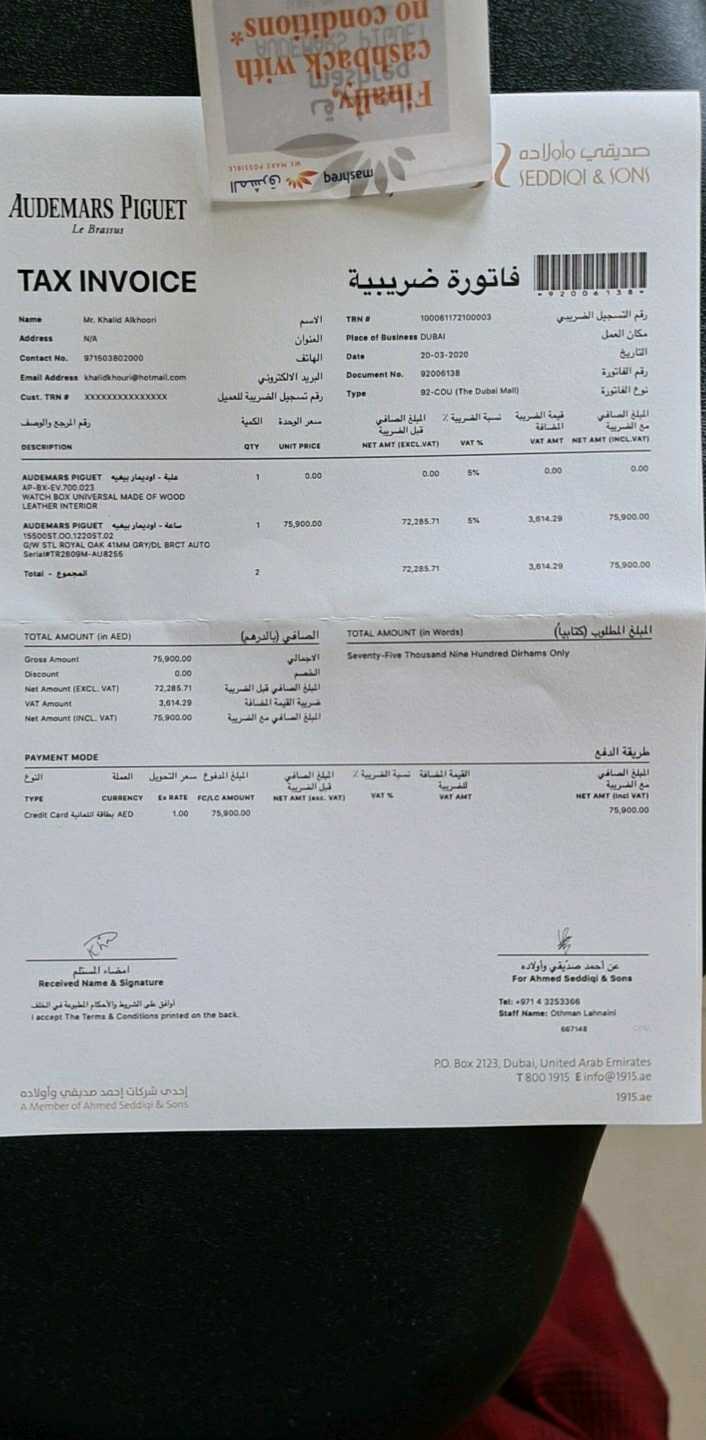 Finally,
cashback with
no conditions*
mashreq المشرق
WE MAKE POSSIBLE
صديقي وأولاده
SEDDIQI & SONS
AUDEMARS PIGUET
Le Brassus
TAX INVOICE فاتورة ضريبية
*92006138*
Name Mr. Khalid Alkhoori الاسم
Address N/A العنوان
Contact No. 971503802000 الهاتف
Email Address khalidkhouri@hotmail.com البريد الالكتروني
Cust. TRN # XXXXXXXXXXXXXXX رقم تسجيل الضريبة للعميل
TRN # 100061172100003 رقم التسجيل الضريبي
Place of Business DUBAI مكان العمل
Date 20-03-2020 التاريخ
Document No. 92006138 رقم الفاتورة
Type 92-COU (The Dubai Mall) نوع الفاتورة
رقم المرجع والوصف الكمية سعر الوحدة المبلغ الصافي قبل الضريبة نسبة الضريبة ٪ قيمة الضريبة المضافة المبلغ الصافي مع الضريبة
DESCRIPTION QTY UNIT PRICE NET AMT (EXCL.VAT) VAT % VAT AMT NET AMT (INCL.VAT)
AUDEMARS PIGUET علبة - اوديمار بيغيه 1 0.00 0.00 5% 0.00 0.00
AP-BX-EV.700.023
WATCH BOX UNIVERSAL MADE OF WOOD
LEATHER INTERIOR
AUDEMARS PIGUET ساعة - اوديمار بيغيه 1 75,900.00 72,285.71 5% 3,614.29 75,900.00
15500ST.OO.1220ST.02
G/W STL ROYAL OAK 41MM GRY/DL BRCT AUTO
Serial#TR2809M-AU8256
Total - المجموع 2 72,285.71 3,614.29 75,900.00
TOTAL AMOUNT (in AED) الصافي (بالدرهم)
Gross Amount 75,900.00 الاجمالي
Discount 0.00 الخصم
Net Amount (EXCL. VAT) 72,285.71 المبلغ الصافي قبل الضريبة
VAT Amount 3,614.29 ضريبة القيمة المضافة
Net Amount (INCL. VAT) 75,900.00 المبلغ الصافي مع الضريبة
TOTAL AMOUNT (in Words) المبلغ المطلوب (كتابياً)
Seventy-Five Thousand Nine Hundred Dirhams Only
PAYMENT MODE طريقة الدفع
النوع العملة سعر التحويل المبلغ المدفوع المبلغ الصافي قبل الضريبة نسبة الضريبة ٪ القيمة المضافة للضريبة المبلغ الصافي مع الضريبة
TYPE CURRENCY Ex RATE FC/LC AMOUNT NET AMT (exc. VAT) VAT % VAT AMT NET AMT (Incl VAT)
Credit Card بطاقة ائتمانية AED 1.00 75,900.00 75,900.00
امضاء المستلم
Received Name & Signature
أوافق على الشروط والأحكام المطبوعة في الخلف
I accept The Terms & Conditions printed on the back.
عن أحمد صدّيقي وأولاده
For Ahmed Seddiqi & Sons
Tel: +971 4 3253366
Staff Name: Othman Lahnaini
667148
P.O. Box 2123, Dubai, United Arab Emirates
T 800 1915 E info@1915.ae
1915.ae
إحدى شركات إحمد صديقي وأولاده
A Member of Ahmed Seddiqi & Sons